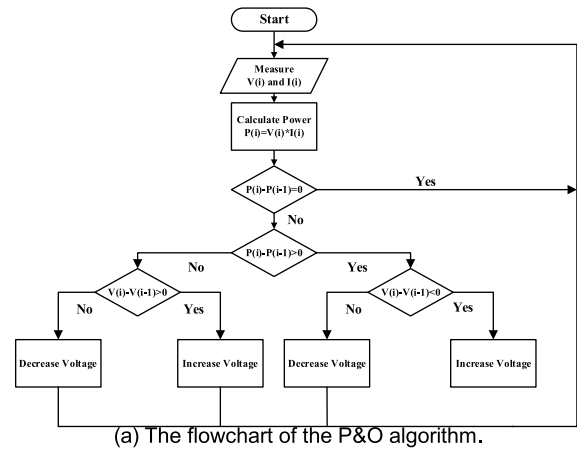 Start
Measure
V(i) and I(i)
Calculate Power
P(i)=V(i)*I(i)
P(i)-P(i-1)=0
Yes
No
P(i)-P(i-1)>0
No
Yes
V(i)-V(i-1)>0
V(i)-V(i-1)<0
No
Yes
No
Yes
Decrease Voltage
Increase Voltage
Decrease Voltage
Increase Voltage
(a) The flowchart of the P&O algorithm.